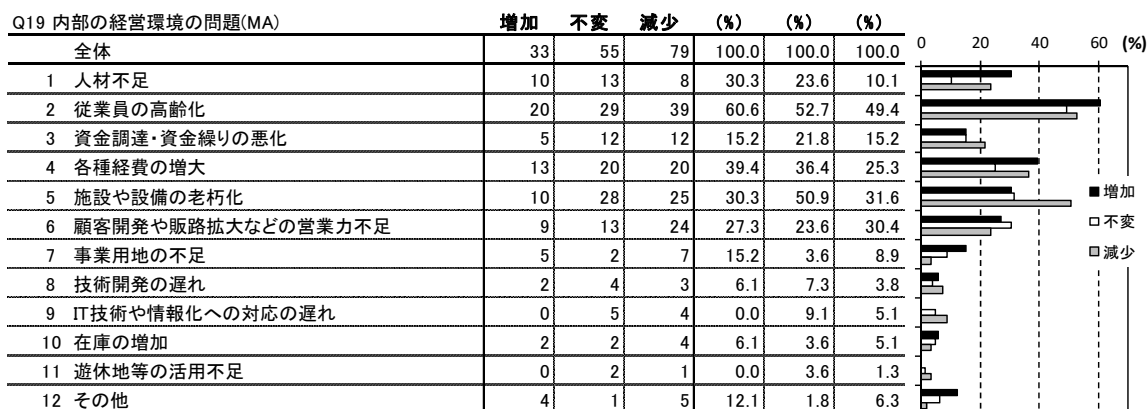 Q19 内部の経営環境の問題(MA) 増加 不変 減少 (%) (%) (%)
全体 33 55 79 100.0 100.0 100.0
1 人材不足 10 13 8 30.3 23.6 10.1
2 従業員の高齢化 20 29 39 60.6 52.7 49.4
3 資金調達・資金繰りの悪化 5 12 12 15.2 21.8 15.2
4 各種経費の増大 13 20 20 39.4 36.4 25.3
5 施設や設備の老朽化 10 28 25 30.3 50.9 31.6
6 顧客開発や販路拡大などの営業力不足 9 13 24 27.3 23.6 30.4
7 事業用地の不足 5 2 7 15.2 3.6 8.9
8 技術開発の遅れ 2 4 3 6.1 7.3 3.8
9 IT技術や情報化への対応の遅れ 0 5 4 0.0 9.1 5.1
10 在庫の増加 2 2 4 6.1 3.6 5.1
11 遊休地等の活用不足 0 2 1 0.0 3.6 1.3
12 その他 4 1 5 12.1 1.8 6.3
0 20 40 60 (%)
増加
不変
減少